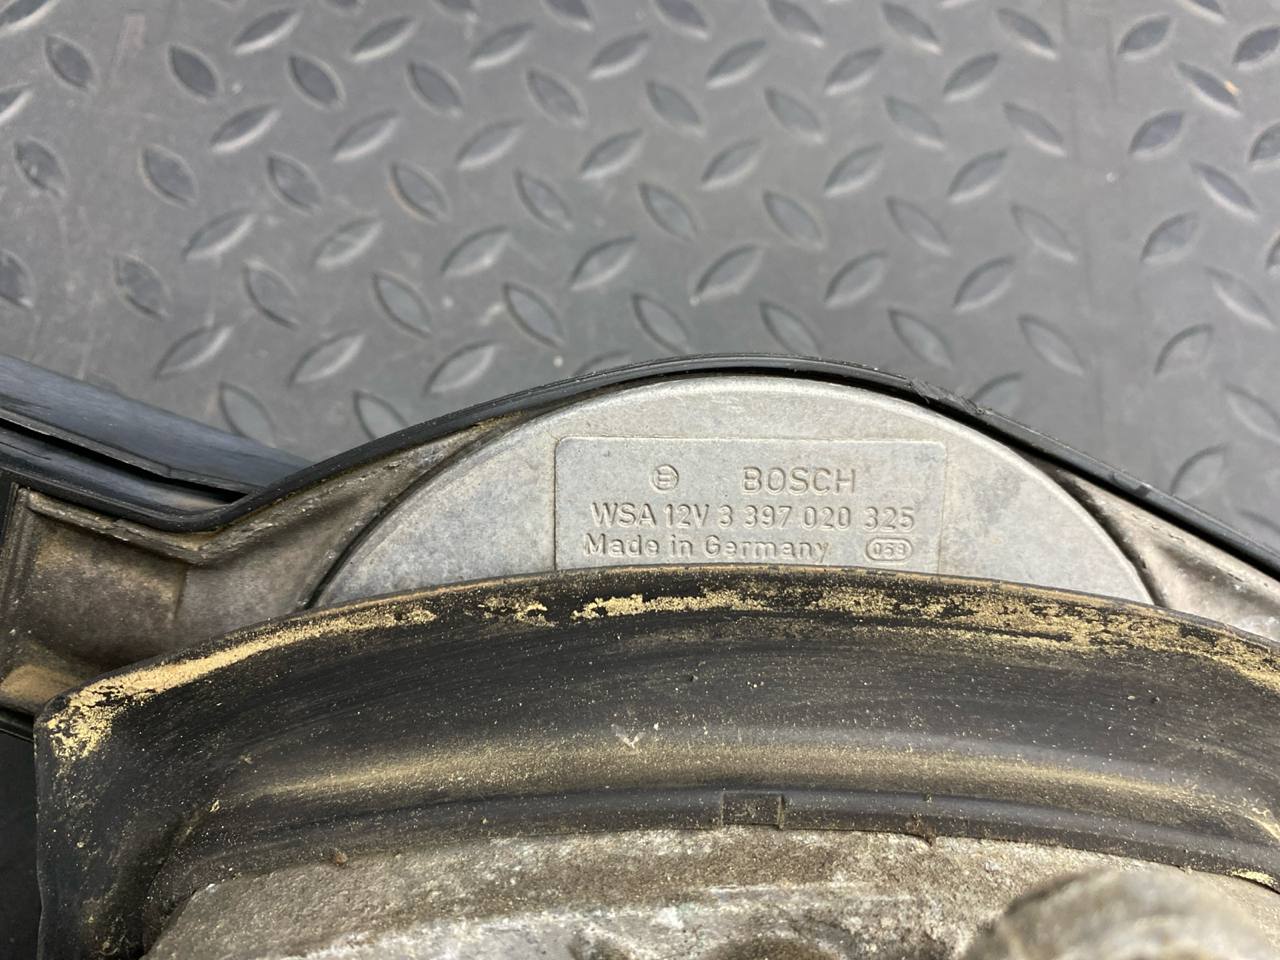 BOSCH
WSA 12V 3 397 020 325
Made in Germany 058